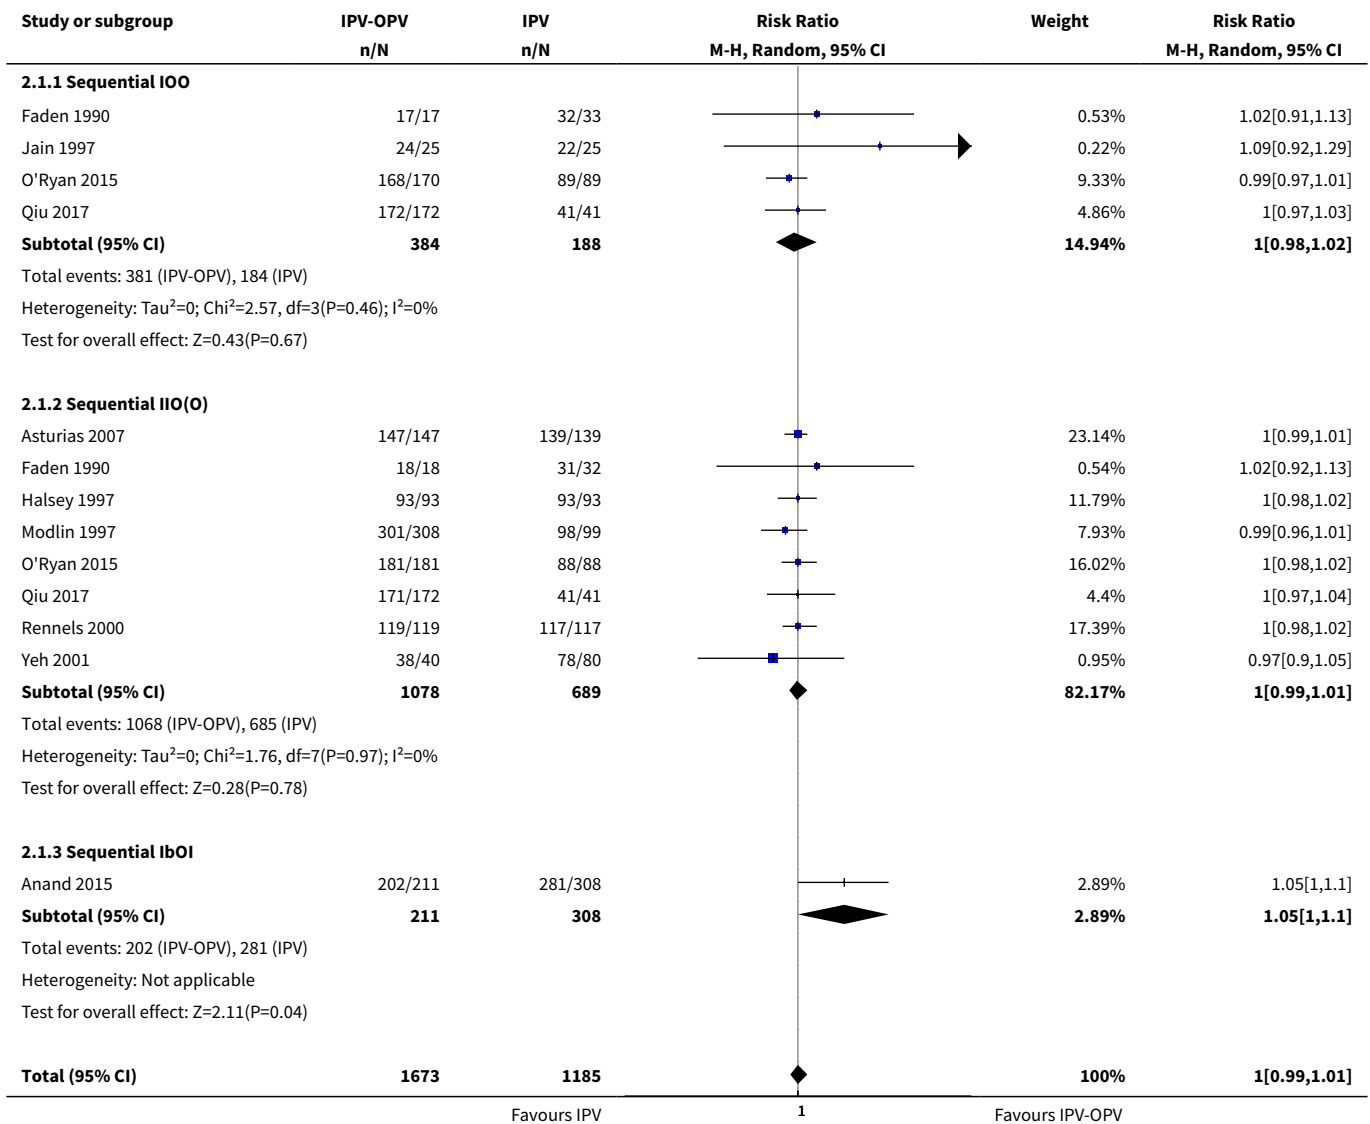 Study or subgroup IPV-OPV IPV Risk Ratio Weight Risk Ratio
n/N n/N M-H, Random, 95% CI M-H, Random, 95% CI
2.1.1 Sequential IOO
Faden 1990 17/17 32/33 0.53% 1.02[0.91,1.13]
Jain 1997 24/25 22/25 0.22% 1.09[0.92,1.29]
O'Ryan 2015 168/170 89/89 9.33% 0.99[0.97,1.01]
Qiu 2017 172/172 41/41 4.86% 1[0.97,1.03]
Subtotal (95% CI) 384 188 14.94% 1[0.98,1.02]
Total events: 381 (IPV-OPV), 184 (IPV)
Heterogeneity: Tau²=0; Chi²=2.57, df=3(P=0.46); I²=0%
Test for overall effect: Z=0.43(P=0.67)
2.1.2 Sequential IIO(O)
Asturias 2007 147/147 139/139 23.14% 1[0.99,1.01]
Faden 1990 18/18 31/32 0.54% 1.02[0.92,1.13]
Halsey 1997 93/93 93/93 11.79% 1[0.98,1.02]
Modlin 1997 301/308 98/99 7.93% 0.99[0.96,1.01]
O'Ryan 2015 181/181 88/88 16.02% 1[0.98,1.02]
Qiu 2017 171/172 41/41 4.4% 1[0.97,1.04]
Rennels 2000 119/119 117/117 17.39% 1[0.98,1.02]
Yeh 2001 38/40 78/80 0.95% 0.97[0.9,1.05]
Subtotal (95% CI) 1078 689 82.17% 1[0.99,1.01]
Total events: 1068 (IPV-OPV), 685 (IPV)
Heterogeneity: Tau²=0; Chi²=1.76, df=7(P=0.97); I²=0%
Test for overall effect: Z=0.28(P=0.78)
2.1.3 Sequential IbOI
Anand 2015 202/211 281/308 2.89% 1.05[1,1.1]
Subtotal (95% CI) 211 308 2.89% 1.05[1,1.1]
Total events: 202 (IPV-OPV), 281 (IPV)
Heterogeneity: Not applicable
Test for overall effect: Z=2.11(P=0.04)
Total (95% CI) 1673 1185 100% 1[0.99,1.01]
Favours IPV 1 Favours IPV-OPV